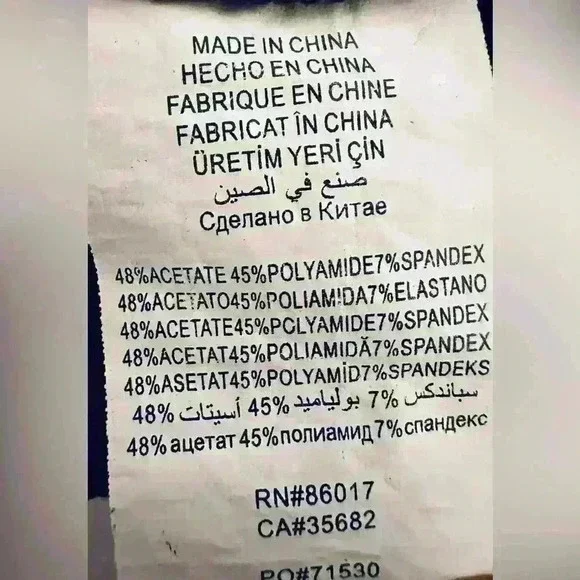 MADE IN CHINA
HECHO EN CHINA
FABRIQUE EN CHINE
FABRICAT ÎN CHINA
ÜRETİM YERİ ÇİN
صنع في الصين
Сделано в Китае
48%ACETATE 45%POLYAMIDE7%SPANDEX
48%ACETATO45%POLIAMIDA7%ELASTANO
48%ACETATE45%POLYAMIDE7%SPANDEX
48%ACETAT45%POLIAMIDĂ7%SPANDEX
48%ASETAT45%POLYAMİD7%SPANDEKS
48% أسيتات 45% بولياميد 7% سباندكس
48% ацетат 45%полиамид 7%спандекс
RN#86017
CA#35682
PO#71530